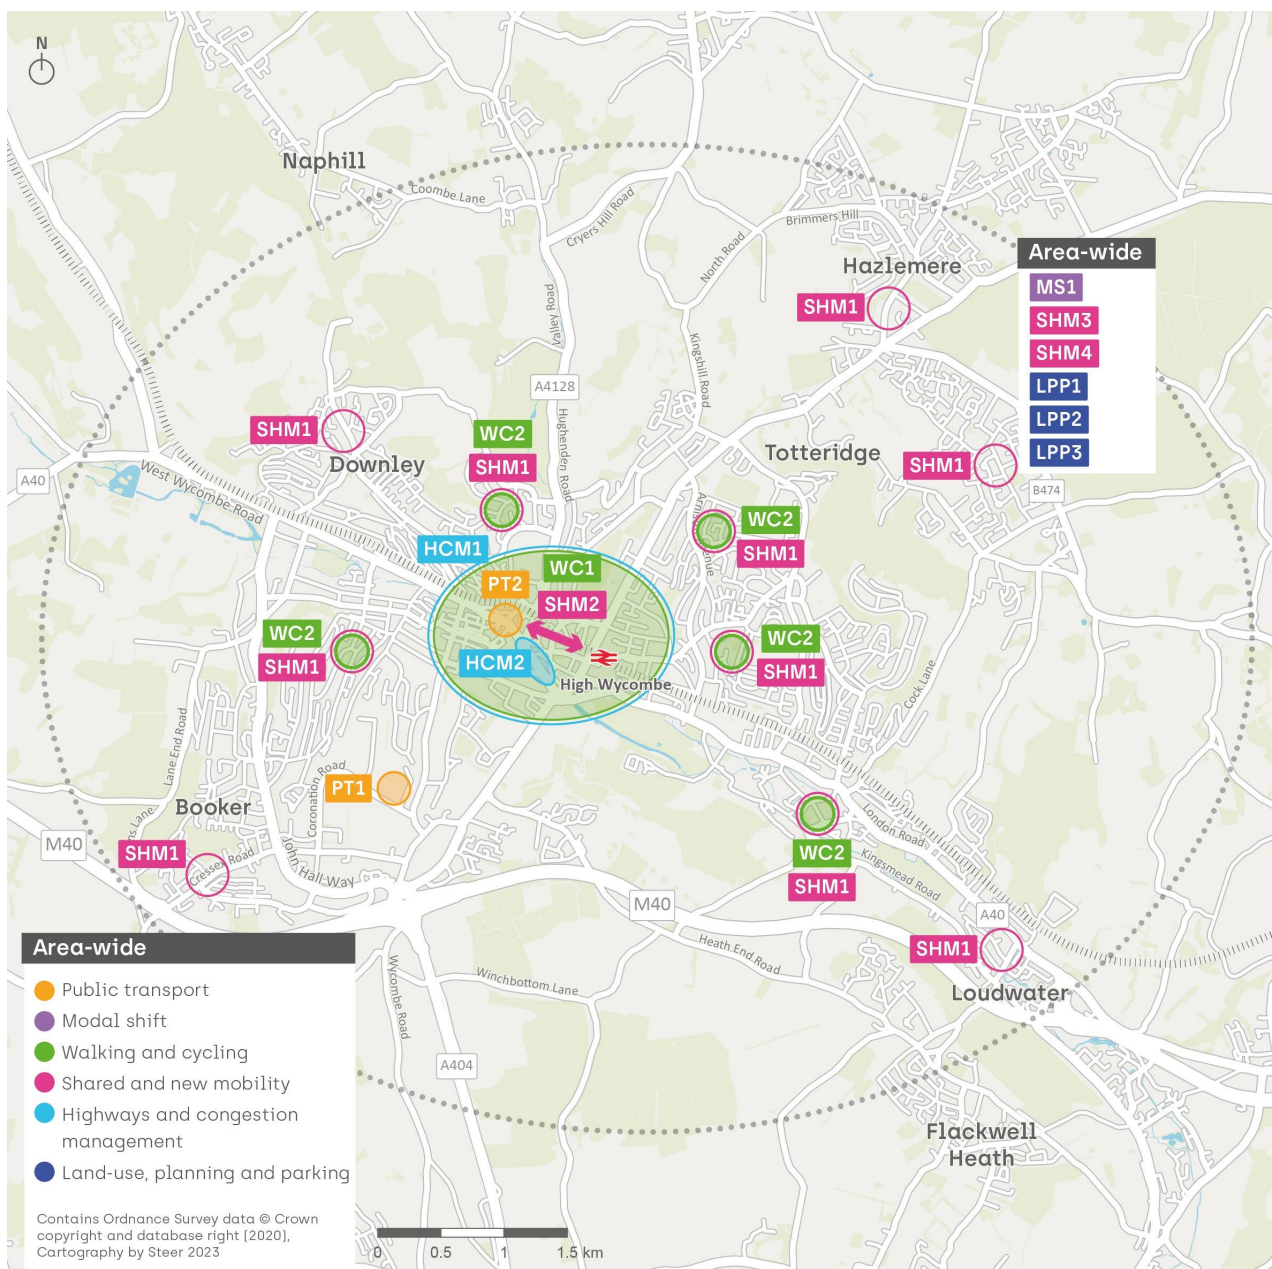 N
Naphill
Coombe Lane
Cryers Hill Road
Brimmers Hill
North Road
Hazlemere
SHM1
Area-wide
MS1
SHM3
SHM4
LPP1
LPP2
LPP3
Valley Road
Kingshill Road
A4128
SHM1
Downley
WC2
SHM1
Hughenden Road
Totteridge
SHM1
B474
A40
West Wycombe Road
WC2
SHM1
HCM1
WC1
PT2
SHM2
HCM2
High Wycombe
WC2
SHM1
WC2
SHM1
Cock Lane
Lane End Road
Coronation Road
PT1
Booker
M40
SHM1
Cressex Road
John Hall Way
London Road
WC2
SHM1
Kingsmead Road
M40
A40
SHM1
Heath End Road
Loudwater
Winchbottom Lane
Wycombe Road
A404
Flackwell
Heath
Area-wide
Public transport
Modal shift
Walking and cycling
Shared and new mobility
Highways and congestion
management
Land-use, planning and parking
Contains Ordnance Survey data © Crown
copyright and database right [2020],
Cartography by Steer 2023
0 0.5 1 1.5 km